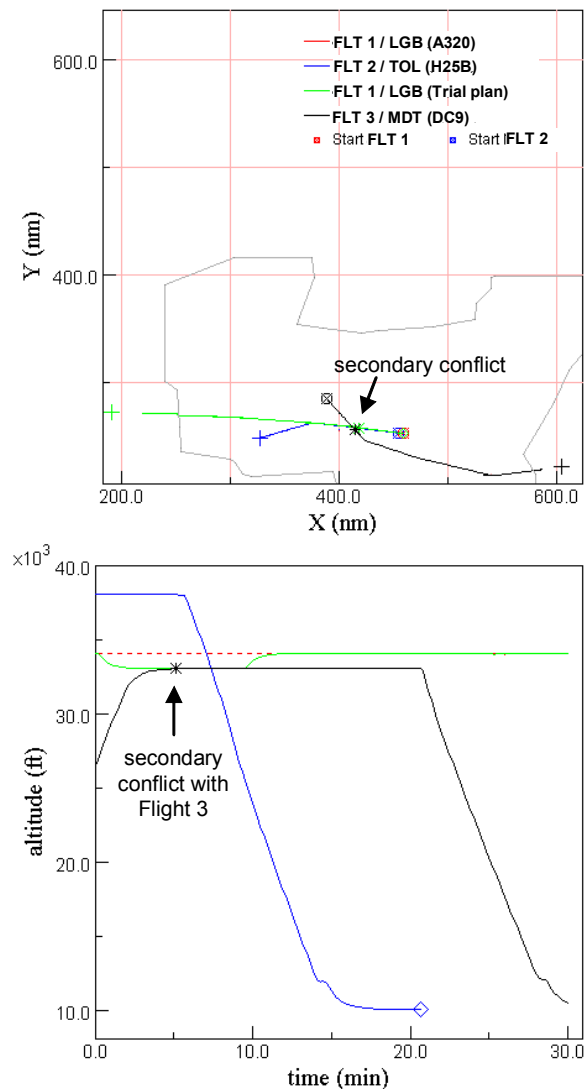 FLT 1 / LGB (A320)
FLT 2 / TOL (H25B)
FLT 1 / LGB (Trial plan)
FLT 3 / MDT (DC9)
Start FLT 1 Start FLT 2
600.0
400.0
Y (nm)
secondary conflict
200.0 400.0 600.0
X (nm)
×10³
40.0
30.0
20.0
10.0
altitude (ft)
secondary
conflict with
Flight 3
0.0 10.0 20.0 30.0
time (min)